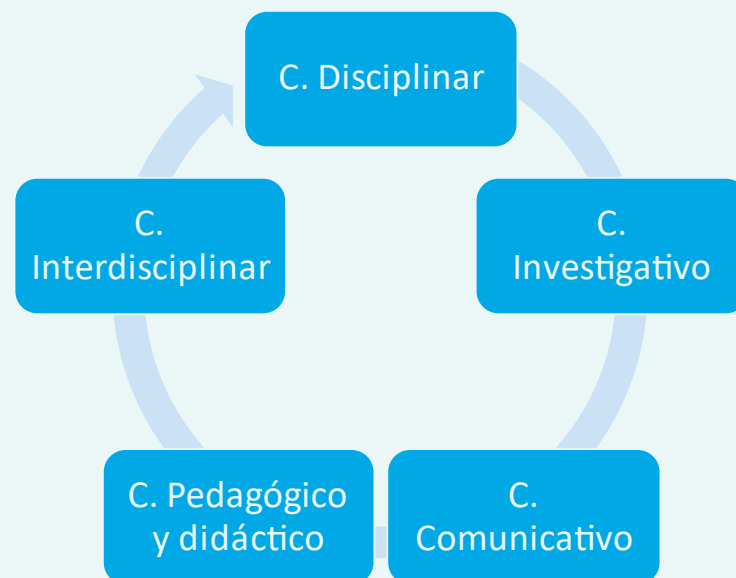 C. Disciplinar
C.
Investigativo
C.
Comunicativo
C. Pedagógico
y didáctico
C.
Interdisciplinar